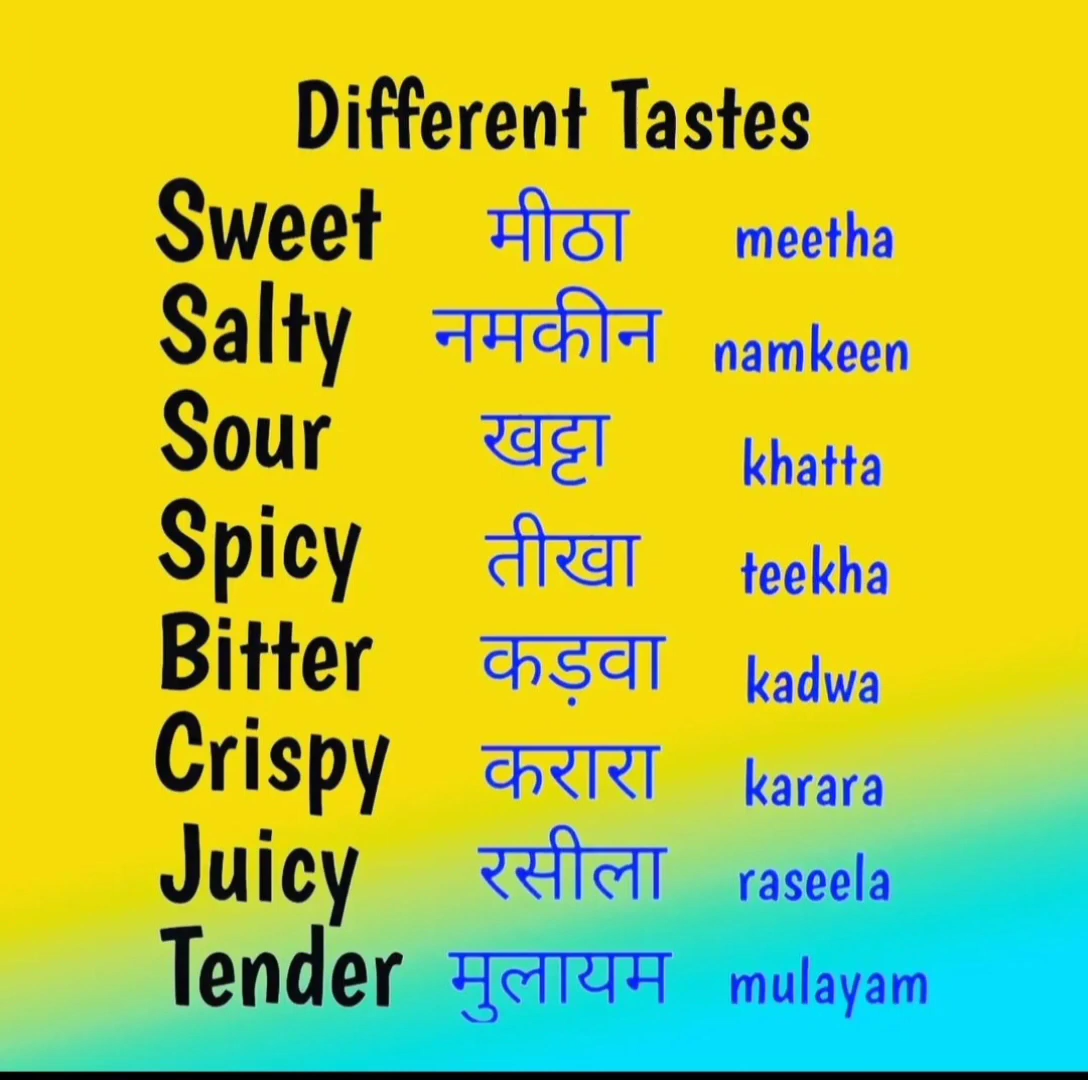 Different Tastes
Sweet मीठा meetha
Salty नमकीन namkeen
Sour खट्टा khatta
Spicy तीखा teekha
Bitter कड़वा kadwa
Crispy करारा karara
Juicy रसीला raseela
Tender मुलायम mulayam